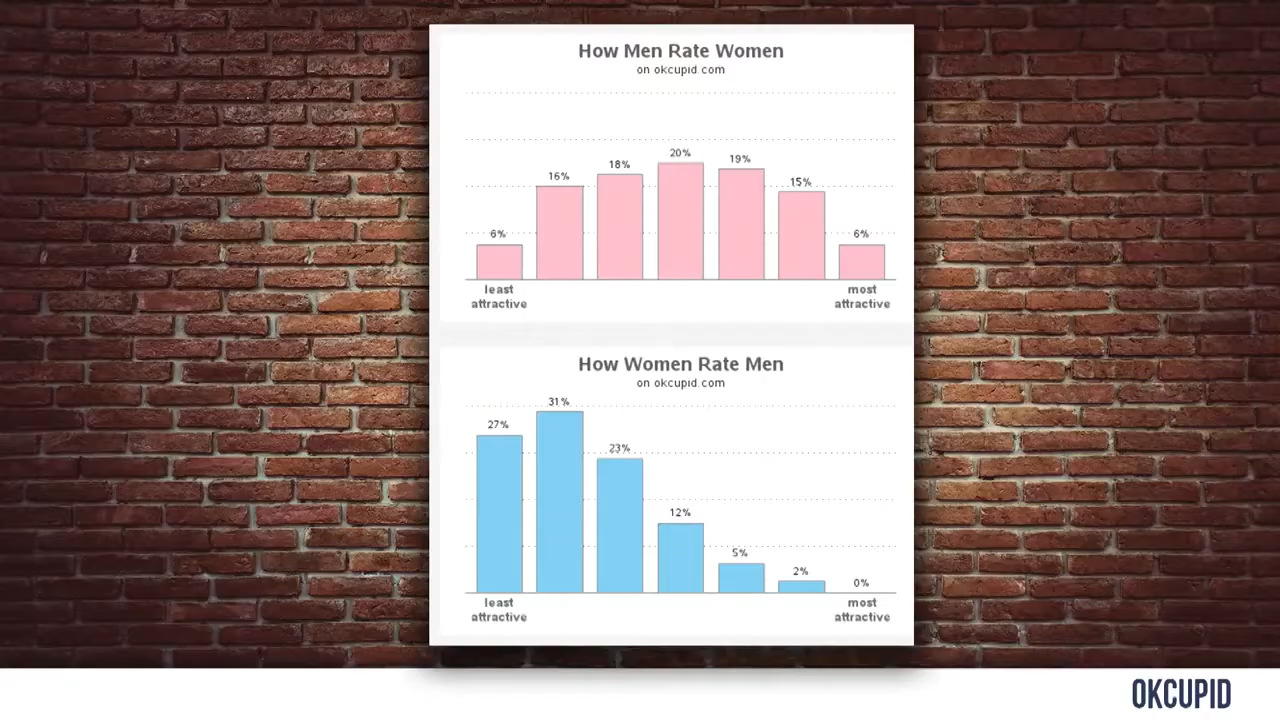 How Men Rate Women
on okcupid.com
6%
16%
18%
20%
19%
15%
6%
least
attractive
most
attractive
How Women Rate Men
on okcupid.com
27%
31%
23%
12%
5%
2%
0%
least
attractive
most
attractive
OKCUPID